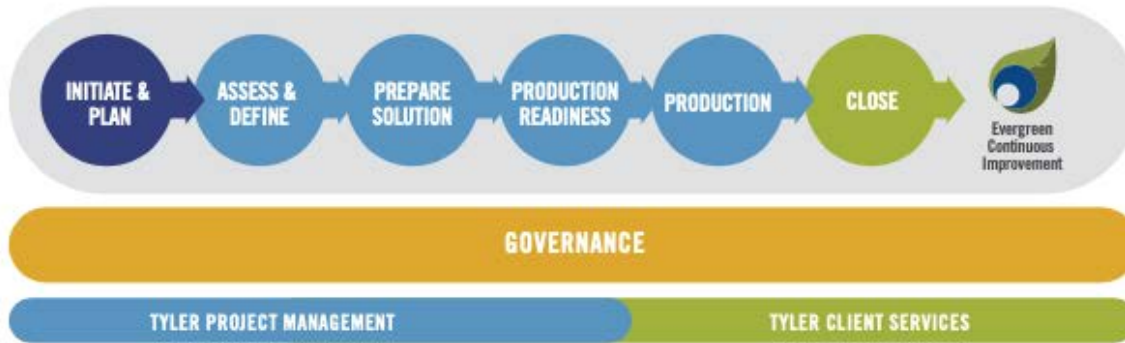 INITIATE &
PLAN
ASSESS &
DEFINE
PREPARE
SOLUTION
PRODUCTION
READINESS
PRODUCTION
CLOSE
Evergreen
Continuous
Improvement
GOVERNANCE
TYLER PROJECT MANAGEMENT
TYLER CLIENT SERVICES